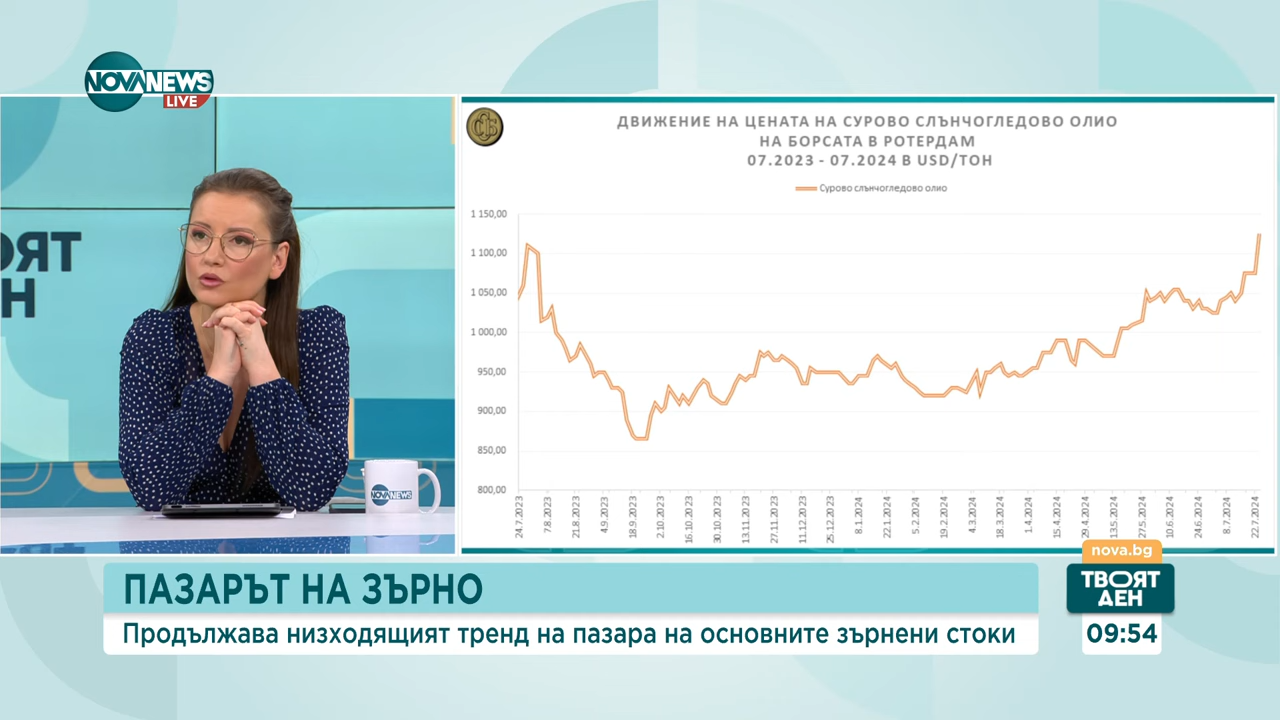 NOVANEWS
LIVE
ОЯТ
Н
NOVANEWS
ДВИЖЕНИЕ НА ЦЕНАТА НА СУРОВО СЛЪНЧОГЛЕДОВО ОЛИО
НА БОРСАТА В РОТЕРДАМ
07.2023 - 07.2024 В USD/ТОН
Сурово слънчогледово олио
1 150,00
1 100,00
1 050,00
1 000,00
950,00
900,00
850,00
800,00
24.7.2023
7.8.2023
21.8.2023
4.9.2023
18.9.2023
2.10.2023
16.10.2023
30.10.2023
13.11.2023
27.11.2023
11.12.2023
25.12.2023
8.1.2024
22.1.2024
5.2.2024
19.2.2024
4.3.2024
18.3.2024
1.4.2024
15.4.2024
29.4.2024
13.5.2024
27.5.2024
10.6.2024
24.6.2024
8.7.2024
22.7.2024
nova.bg
ТВОЯТ
ДЕН
09:54
ПАЗАРЪТ НА ЗЪРНО
Продължава низходящият тренд на пазара на основните зърнени стоки